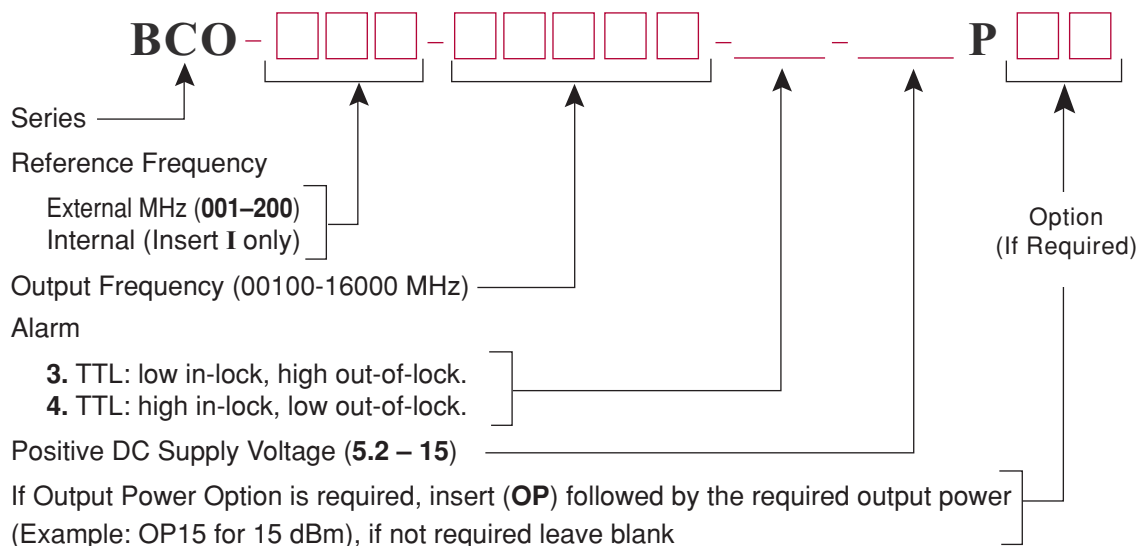 BCO – – – – P
Series
Reference Frequency
External MHz (001–200)
Internal (Insert I only)
Option
(If Required)
Output Frequency (00100-16000 MHz)
Alarm
3. TTL: low in-lock, high out-of-lock.
4. TTL: high in-lock, low out-of-lock.
Positive DC Supply Voltage (5.2 – 15)
If Output Power Option is required, insert (OP) followed by the required output power
(Example: OP15 for 15 dBm), if not required leave blank